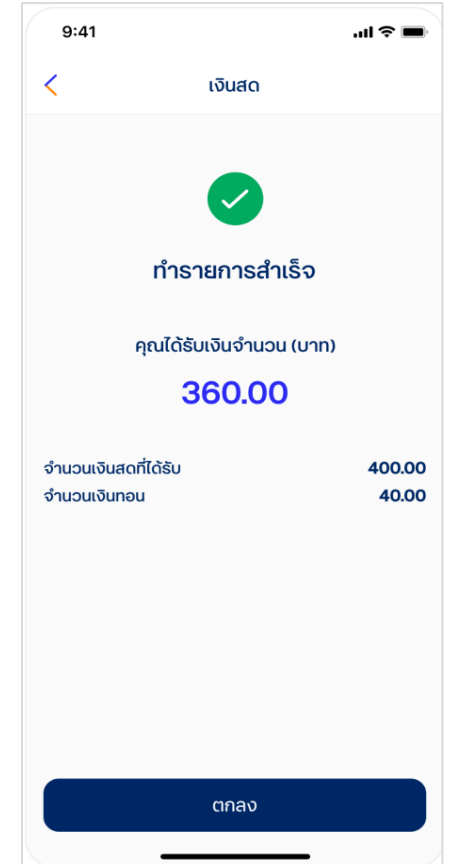 9:41
เงินสด
ทำรายการสำเร็จ
คุณได้รับเงินจำนวน (บาท)
360.00
จำนวนเงินสดที่ได้รับ 400.00
จำนวนเงินทอน 40.00
ตกลง